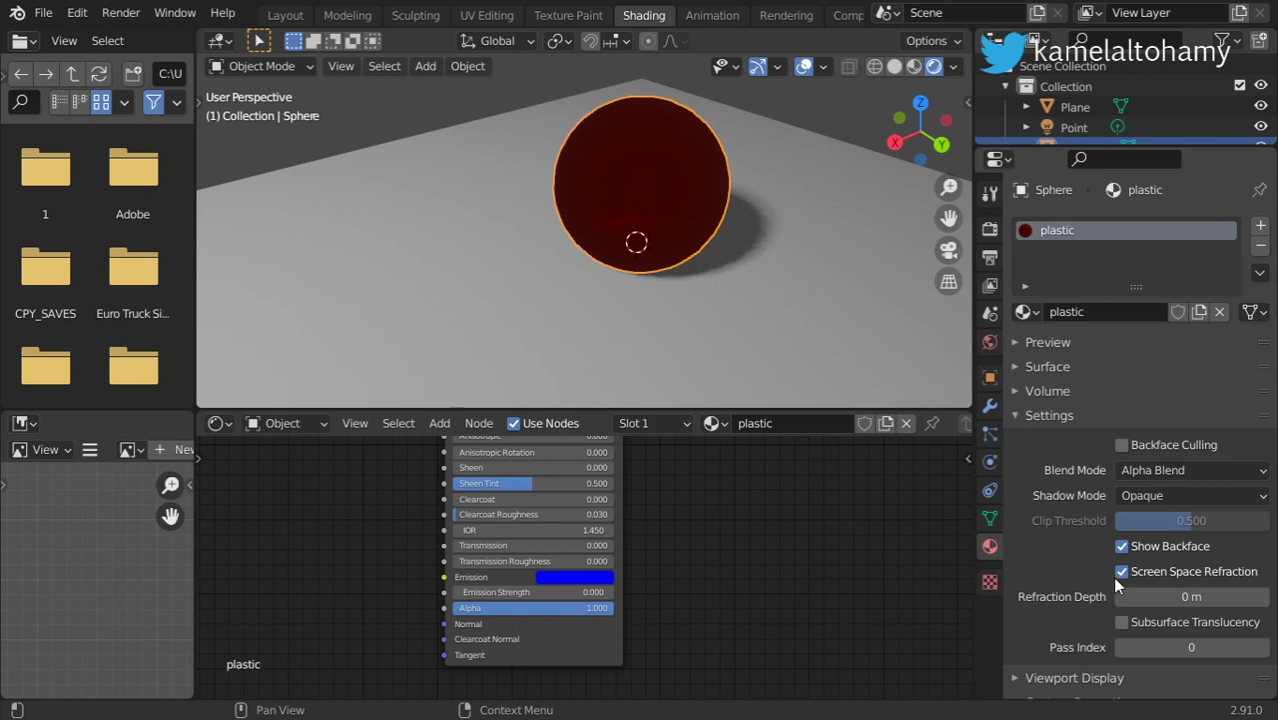 File Edit Render Window Help Layout Modeling Sculpting UV Editing Texture Paint Shading Animation Rendering Comp Scene View Layer
View Select Global Options
kamelaltohamy
Object Mode View Select Add Object
Scene Collection
C:\U
Collection
User Perspective
(1) Collection | Sphere
Plane
Point
Z
X
Y
Sphere plastic
1 Adobe
plastic
CPY_SAVES Euro Truck Si...
plastic
Preview
Surface
Volume
Settings
Object View Select Add Node Use Nodes Slot 1 plastic
View New
Anisotropic 0.000
Anisotropic Rotation 0.000
Sheen 0.000
Sheen Tint 0.500
Clearcoat 0.000
Clearcoat Roughness 0.030
IOR 1.450
Transmission 0.000
Transmission Roughness 0.000
Emission
Emission Strength 0.000
Alpha 1.000
Normal
Clearcoat Normal
Tangent
plastic
Backface Culling
Blend Mode Alpha Blend
Shadow Mode Opaque
Clip Threshold 0.500
Show Backface
Screen Space Refraction
Refraction Depth 0 m
Subsurface Translucency
Pass Index 0
Viewport Display
Pan View Context Menu 2.91.0